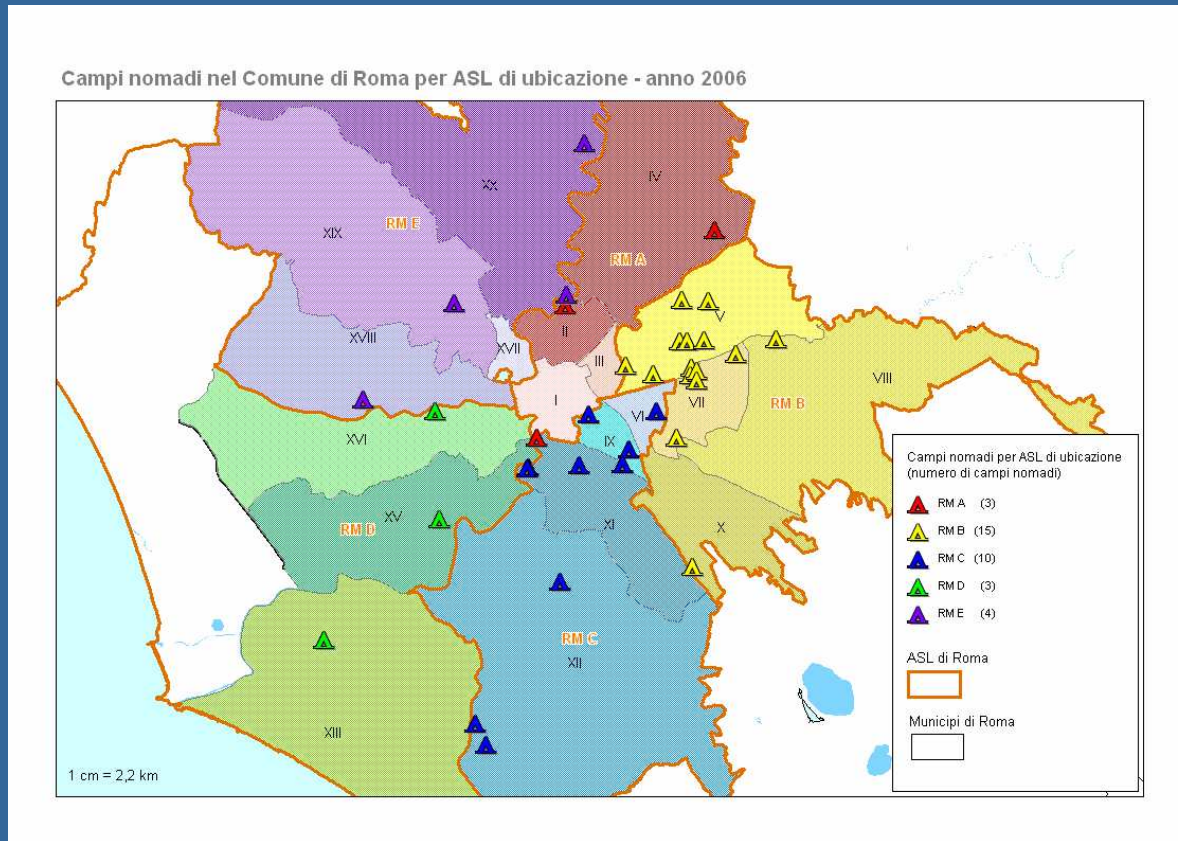 Campi nomadi nel Comune di Roma per ASL di ubicazione - anno 2006
XX
IV
RM E
XIX
RM A
II
V
XVIII
XVII
III
VIII
I
VI
VII
RM B
XVI
IX
XV
RM D
XI
X
RM C
XII
XIII
1 cm = 2,2 km
Campi nomadi per ASL di ubicazione
(numero di campi nomadi)
RM A (3)
RM B (15)
RM C (10)
RM D (3)
RM E (4)
ASL di Roma
Municipi di Roma